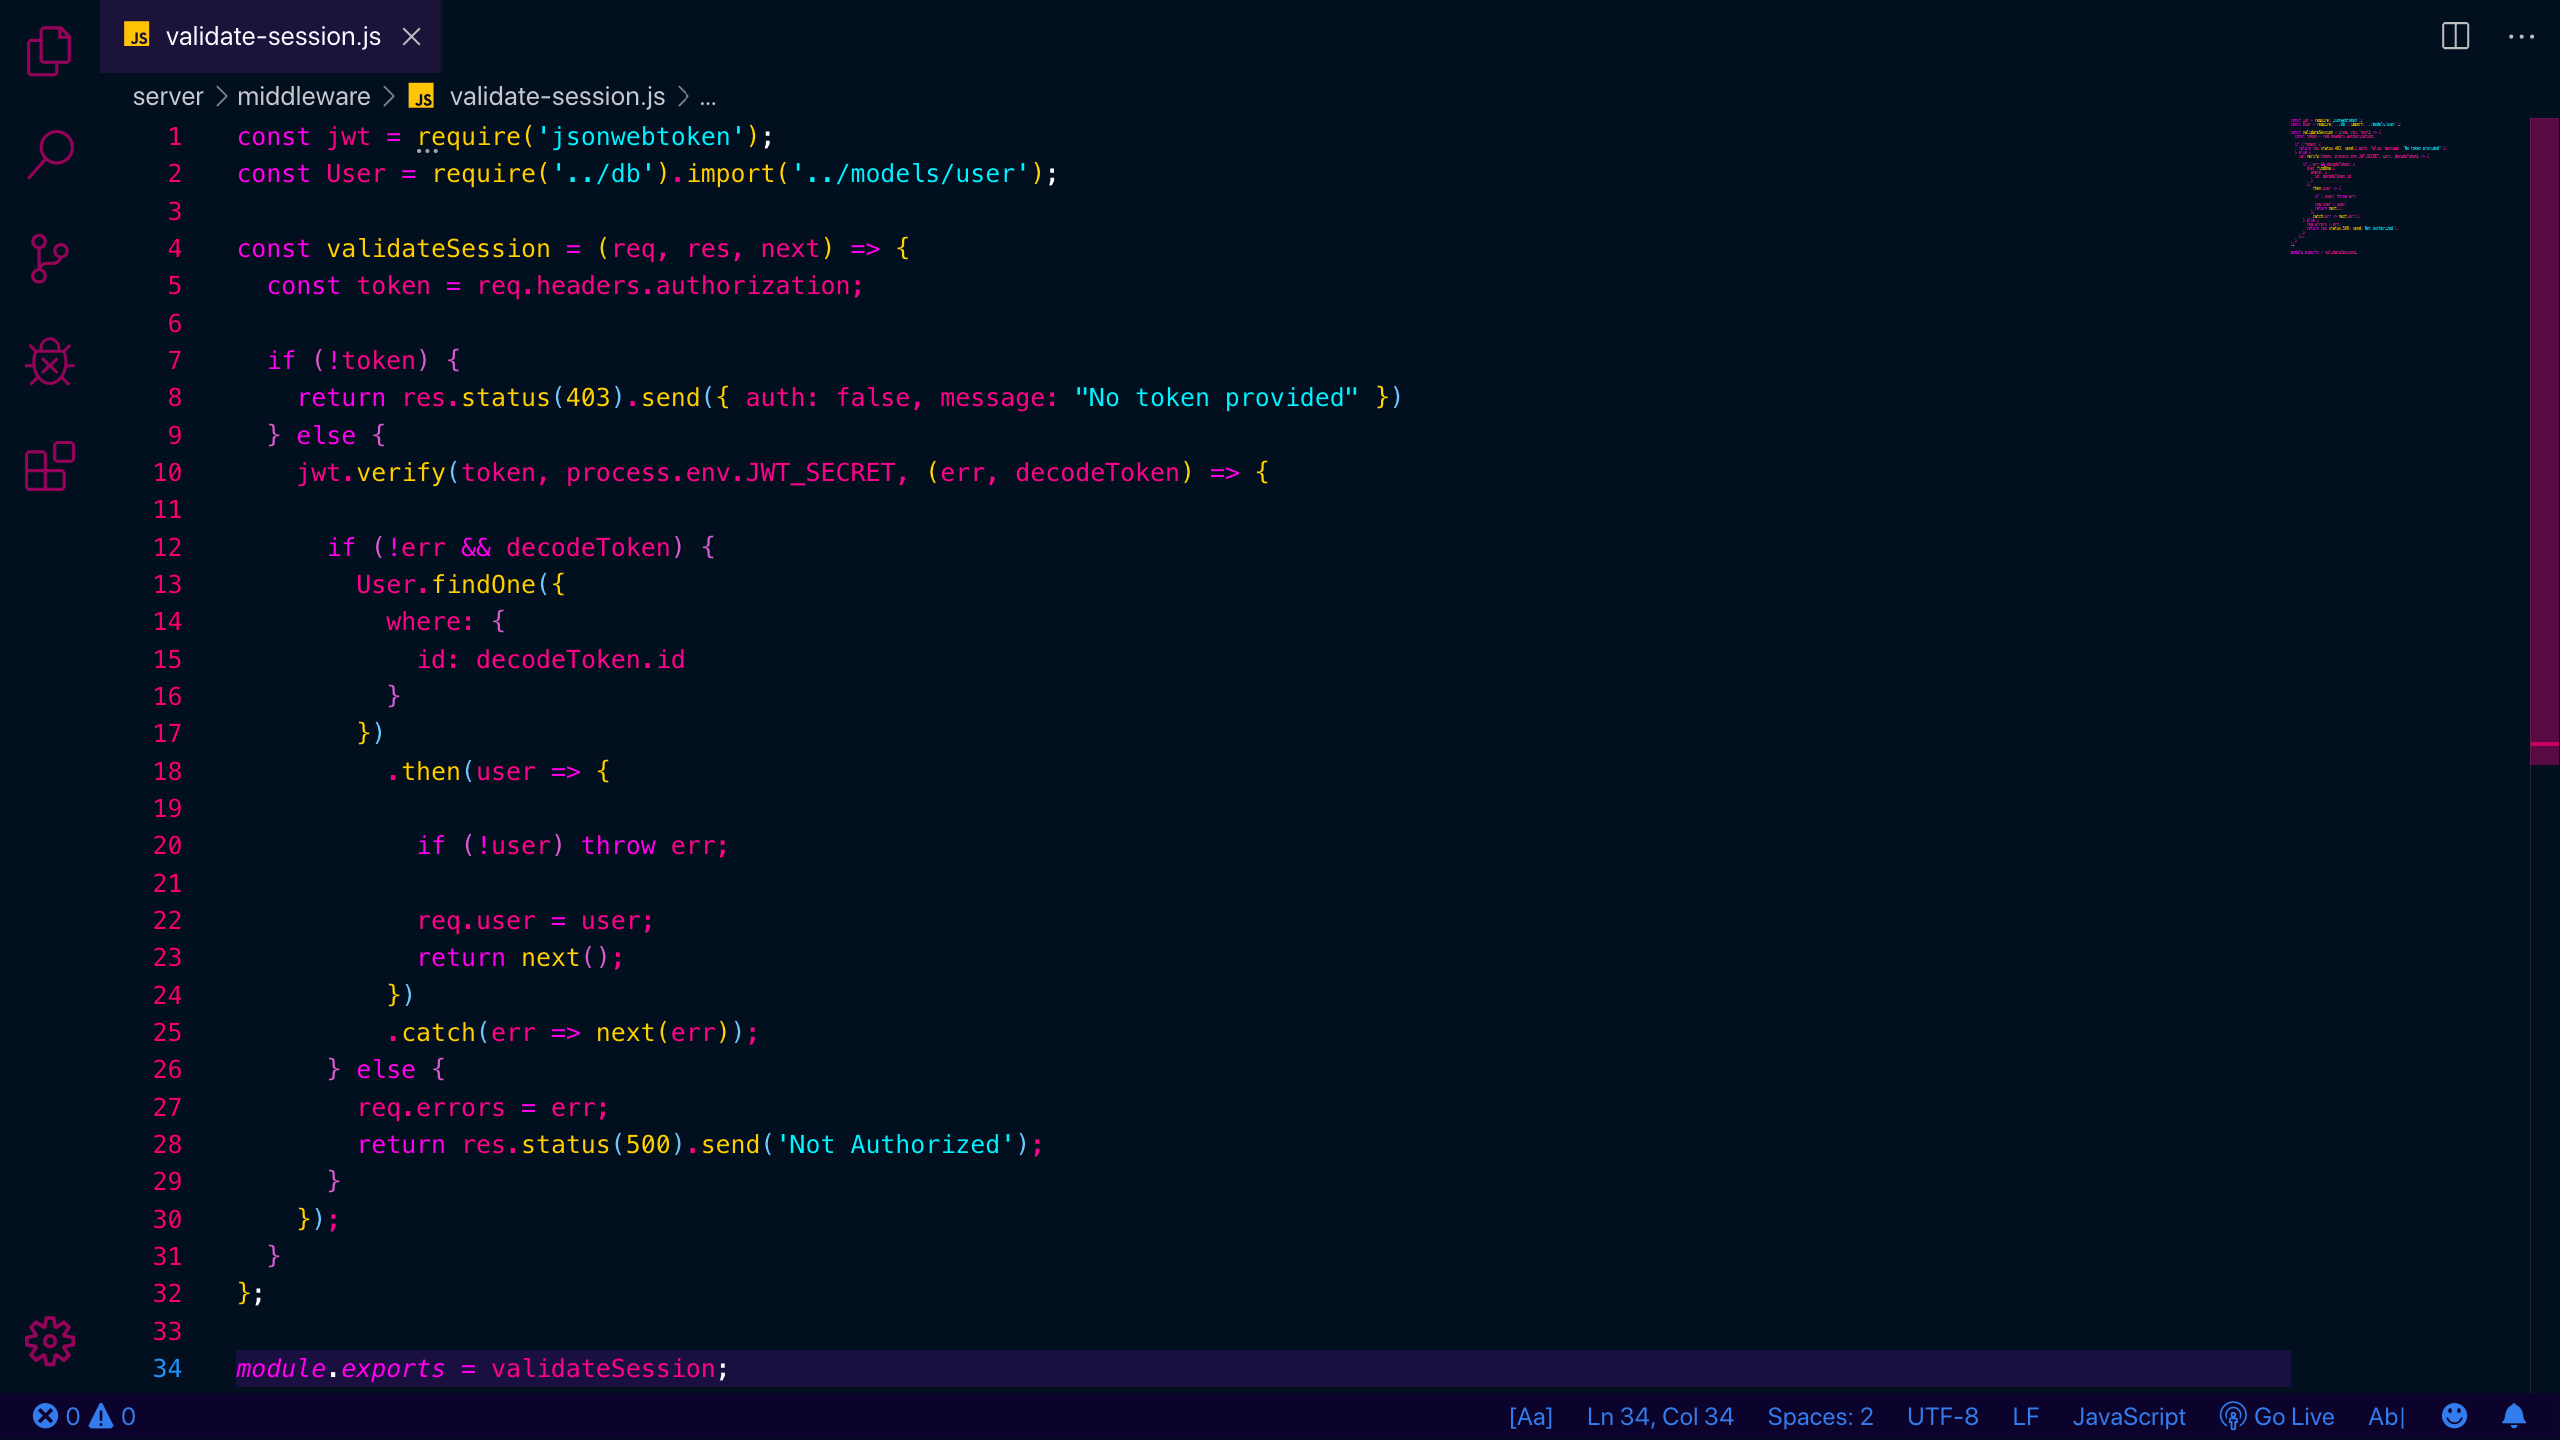 JS validate-session.js
server > middleware > JS validate-session.js > ...
1 const jwt = require('jsonwebtoken');
2 const User = require('../db').import('../models/user');
3
4 const validateSession = (req, res, next) => {
5   const token = req.headers.authorization;
6
7   if (!token) {
8     return res.status(403).send({ auth: false, message: "No token provided" })
9   } else {
10     jwt.verify(token, process.env.JWT_SECRET, (err, decodeToken) => {
11
12       if (!err && decodeToken) {
13         User.findOne({
14           where: {
15             id: decodeToken.id
16           }
17         })
18           .then(user => {
19
20             if (!user) throw err;
21
22             req.user = user;
23             return next();
24           })
25           .catch(err => next(err));
26       } else {
27         req.errors = err;
28         return res.status(500).send('Not Authorized');
29       }
30     });
31   }
32 };
33
34 module.exports = validateSession;
0 0 [Aa] Ln 34, Col 34 Spaces: 2 UTF-8 LF JavaScript Go Live Ab|